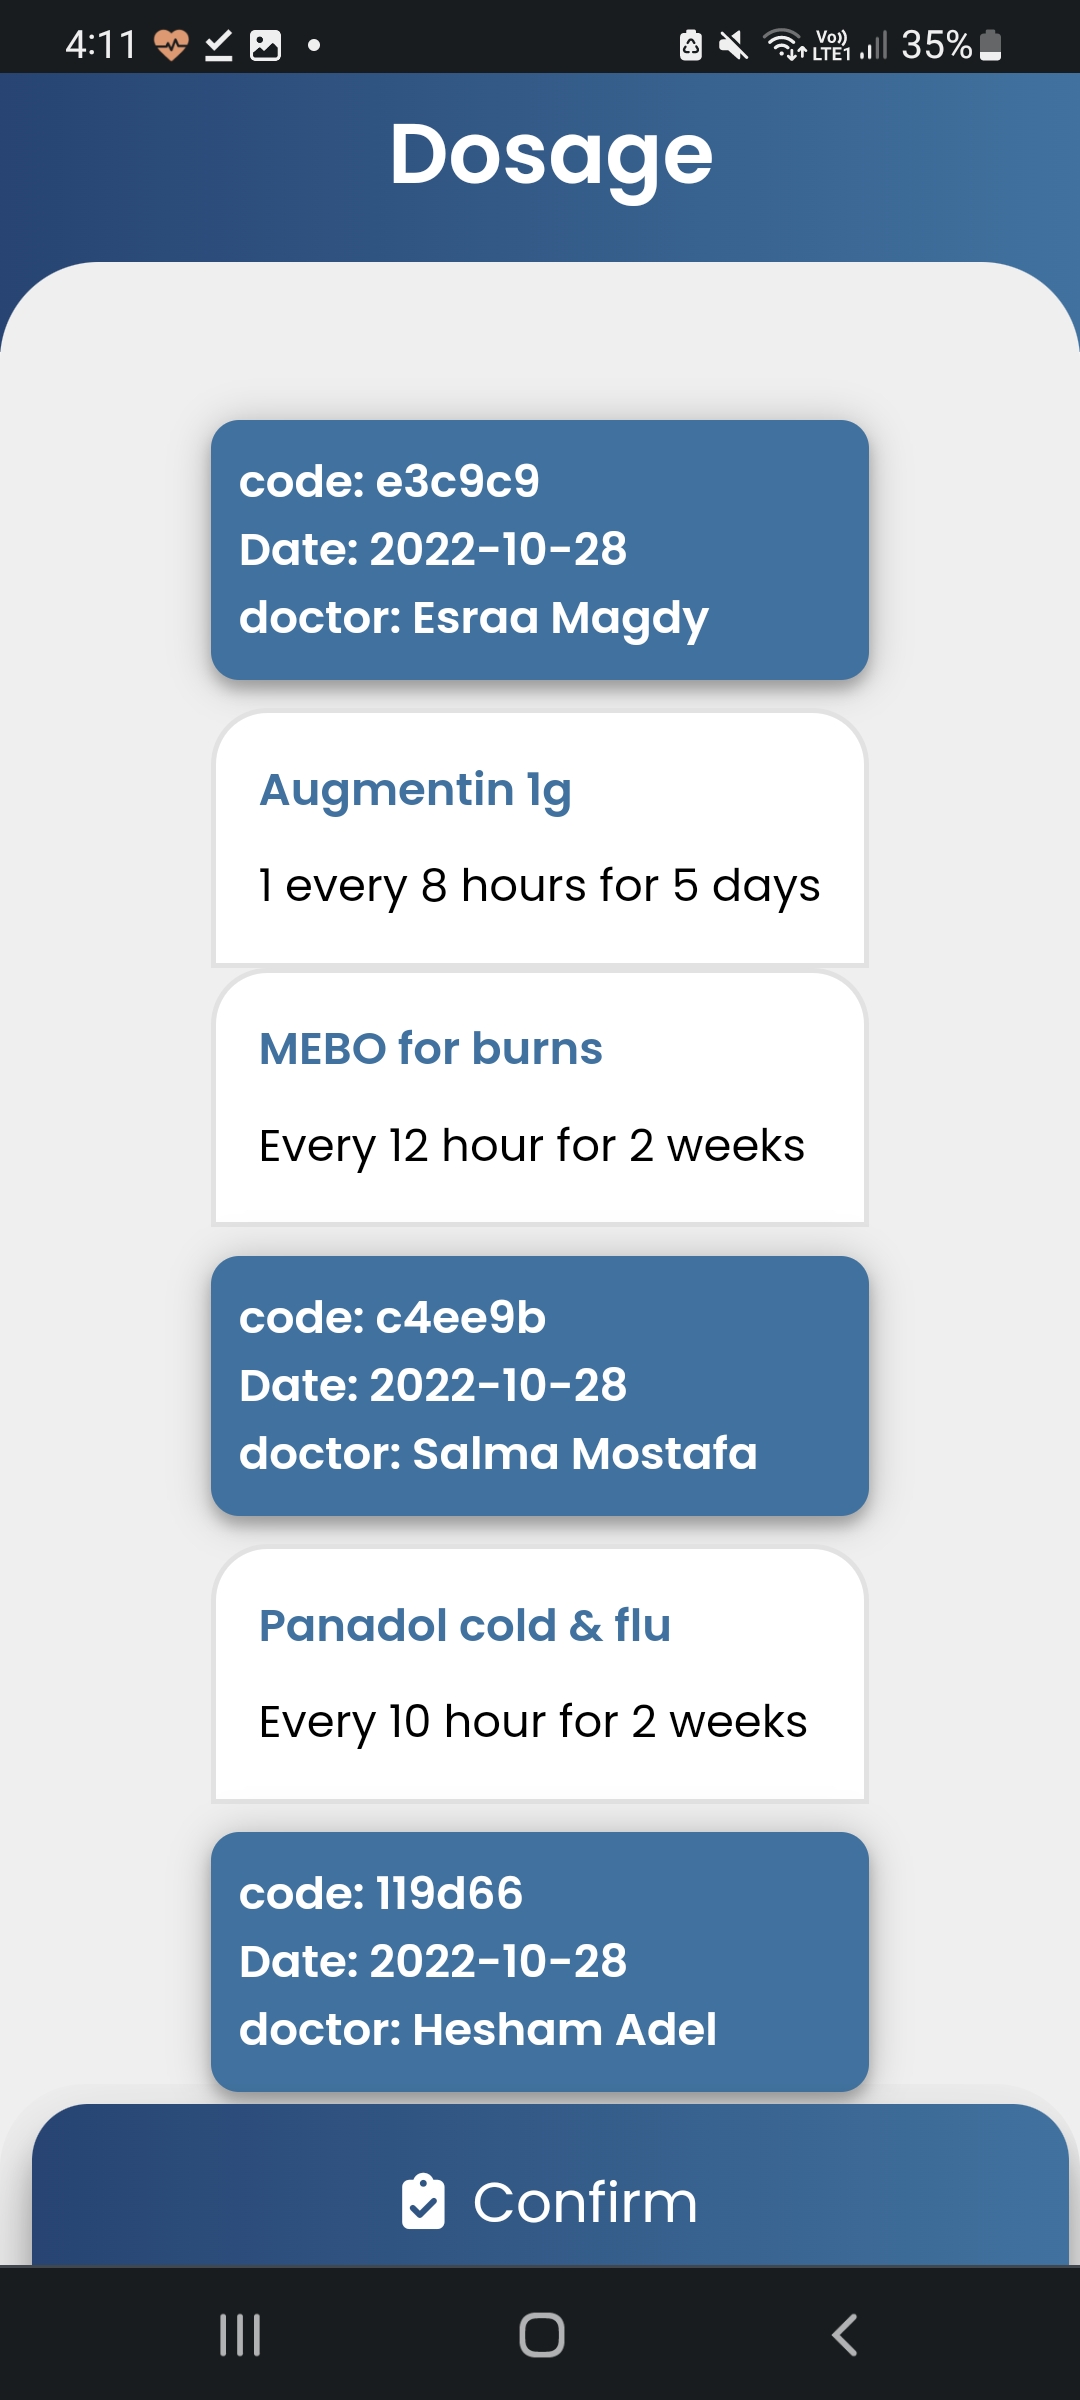 4:11 Vo)) LTE1 35%
Dosage
code: e3c9c9
Date: 2022-10-28
doctor: Esraa Magdy
Augmentin 1g
1 every 8 hours for 5 days
MEBO for burns
Every 12 hour for 2 weeks
code: c4ee9b
Date: 2022-10-28
doctor: Salma Mostafa
Panadol cold & flu
Every 10 hour for 2 weeks
code: 119d66
Date: 2022-10-28
doctor: Hesham Adel
Confirm